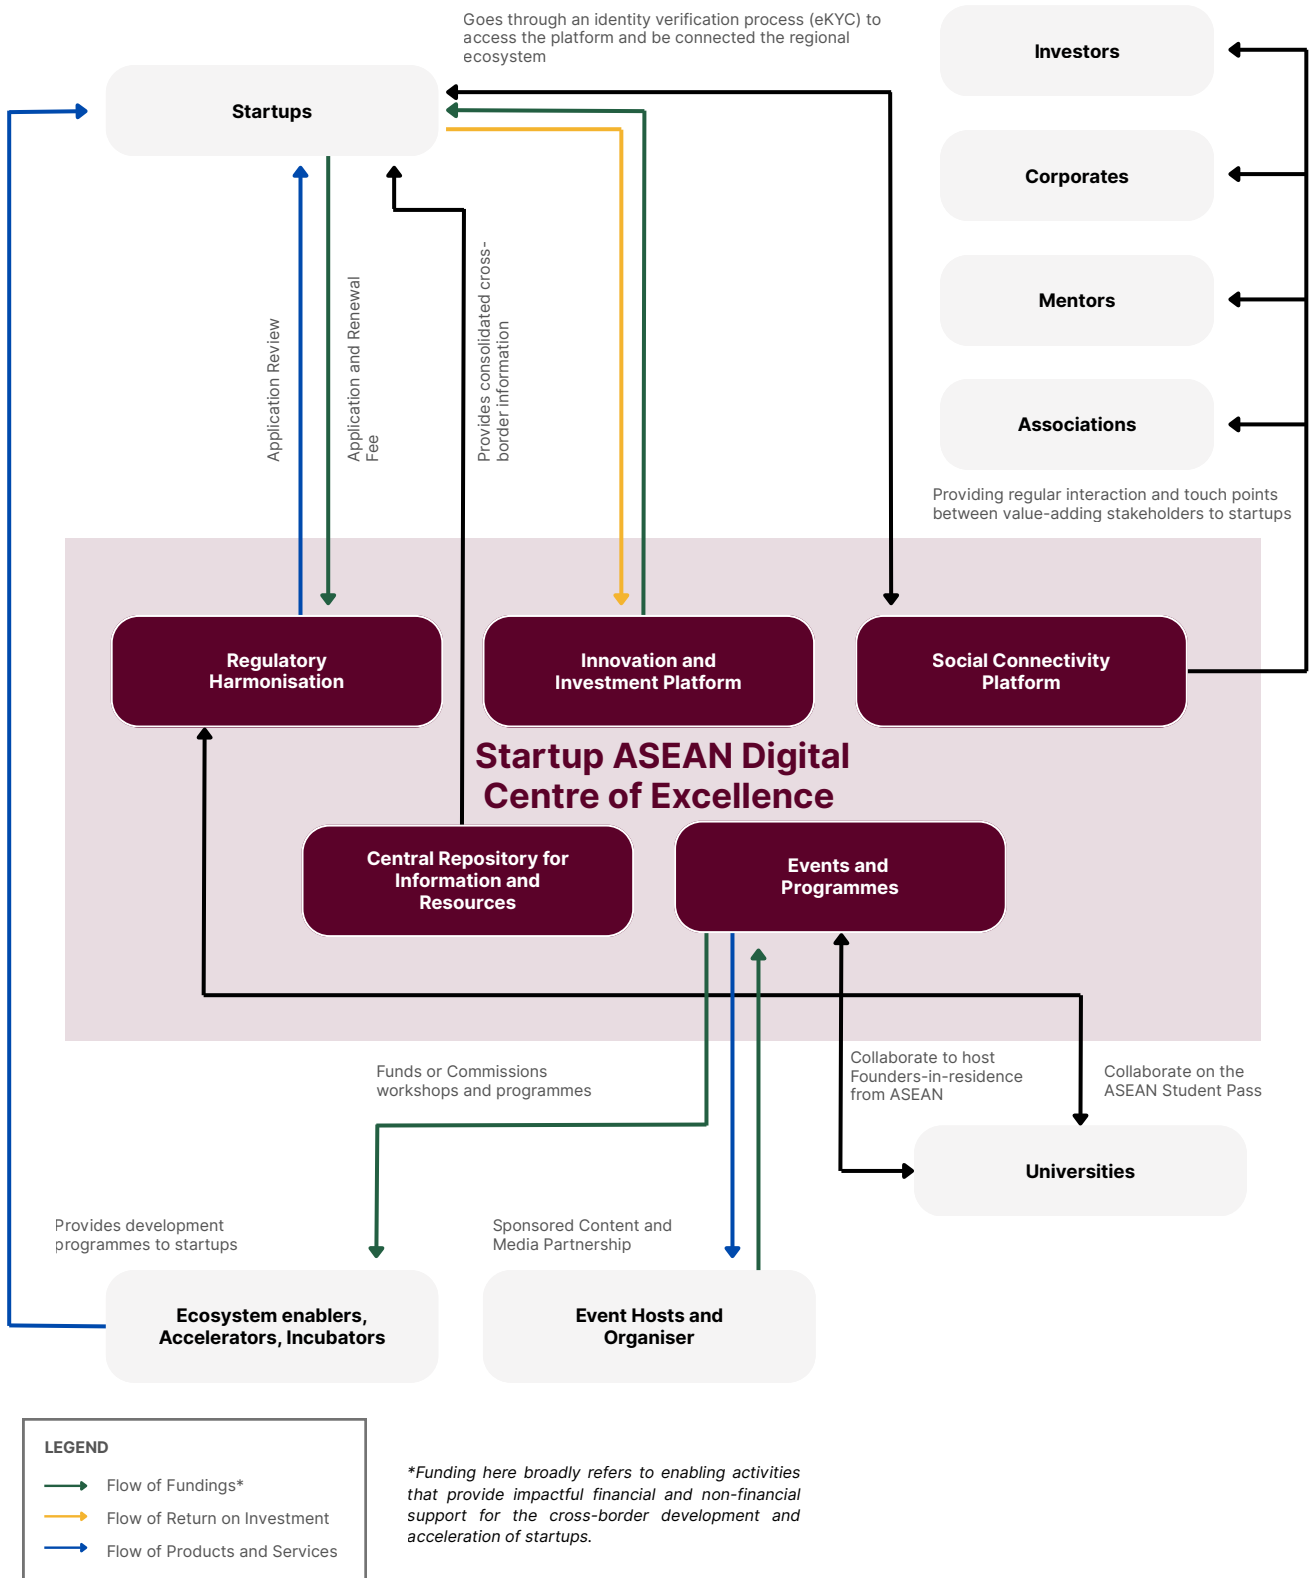 Goes through an identity verification process (eKYC) to
access the platform and be connected the regional
ecosystem
Startups
Investors
Corporates
Mentors
Associations
Providing regular interaction and touch points
between value-adding stakeholders to startups
Application Review
Application and Renewal
Fee
Provides consolidated cross-
border information
Regulatory
Harmonisation
Innovation and
Investment Platform
Social Connectivity
Platform
Startup ASEAN Digital
Centre of Excellence
Central Repository for
Information and
Resources
Events and
Programmes
Funds or Commissions
workshops and programmes
Collaborate to host
Founders-in-residence
from ASEAN
Collaborate on the
ASEAN Student Pass
Universities
Provides development
programmes to startups
Sponsored Content and
Media Partnership
Ecosystem enablers,
Accelerators, Incubators
Event Hosts and
Organiser
LEGEND
Flow of Fundings*
Flow of Return on Investment
Flow of Products and Services
*Funding here broadly refers to enabling activities
that provide impactful financial and non-financial
support for the cross-border development and
acceleration of startups.